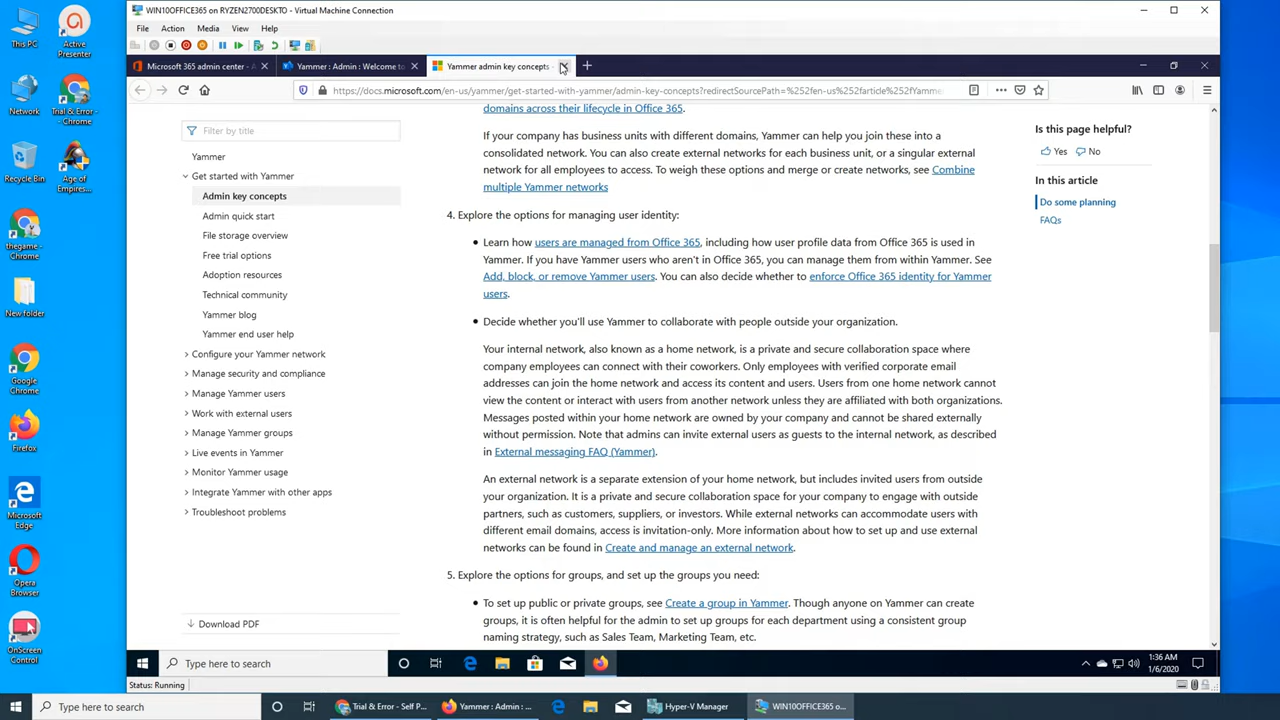 WIN10OFFICE365 on RYZEN2700DESKTO - Virtual Machine Connection
File Action Media View Help
Microsoft 365 admin center - A
Yammer : Admin : Welcome to
Yammer admin key concepts -
https://docs.microsoft.com/en-us/yammer/get-started-with-yammer/admin-key-concepts?redirectSourcePath=%252fen-us%252farticle%252fYamme
This PC
Active Presenter
Network
Trial & Error - Chrome
Recycle Bin
Age of Empires...
thegame - Chrome
New folder
Google Chrome
Firefox
Microsoft Edge
Opera Browser
OnScreen Control
Filter by title
Yammer
Get started with Yammer
Admin key concepts
Admin quick start
File storage overview
Free trial options
Adoption resources
Technical community
Yammer blog
Yammer end user help
Configure your Yammer network
Manage security and compliance
Manage Yammer users
Work with external users
Manage Yammer groups
Live events in Yammer
Monitor Yammer usage
Integrate Yammer with other apps
Troubleshoot problems
Download PDF
domains across their lifecycle in Office 365.
If your company has business units with different domains, Yammer can help you join these into a
consolidated network. You can also create external networks for each business unit, or a singular external
network for all employees to access. To weigh these options and merge or create networks, see Combine
multiple Yammer networks
4. Explore the options for managing user identity:
• Learn how users are managed from Office 365, including how user profile data from Office 365 is used in
Yammer. If you have Yammer users who aren't in Office 365, you can manage them from within Yammer. See
Add, block, or remove Yammer users. You can also decide whether to enforce Office 365 identity for Yammer
users.
• Decide whether you'll use Yammer to collaborate with people outside your organization.
Your internal network, also known as a home network, is a private and secure collaboration space where
company employees can connect with their coworkers. Only employees with verified corporate email
addresses can join the home network and access its content and users. Users from one home network cannot
view the content or interact with users from another network unless they are affiliated with both organizations.
Messages posted within your home network are owned by your company and cannot be shared externally
without permission. Note that admins can invite external users as guests to the internal network, as described
in External messaging FAQ (Yammer).
An external network is a separate extension of your home network, but includes invited users from outside
your organization. It is a private and secure collaboration space for your company to engage with outside
partners, such as customers, suppliers, or investors. While external networks can accommodate users with
different email domains, access is invitation-only. More information about how to set up and use external
networks can be found in Create and manage an external network.
5. Explore the options for groups, and set up the groups you need:
• To set up public or private groups, see Create a group in Yammer. Though anyone on Yammer can create
groups, it is often helpful for the admin to set up groups for each department using a consistent group
naming strategy, such as Sales Team, Marketing Team, etc.
Is this page helpful?
Yes No
In this article
Do some planning
FAQs
Type here to search
1:36 AM
1/6/2020
Status: Running
Type here to search
Trial & Error - Self P...
Yammer : Admin : ...
Hyper-V Manager
WIN10OFFICE365 o...